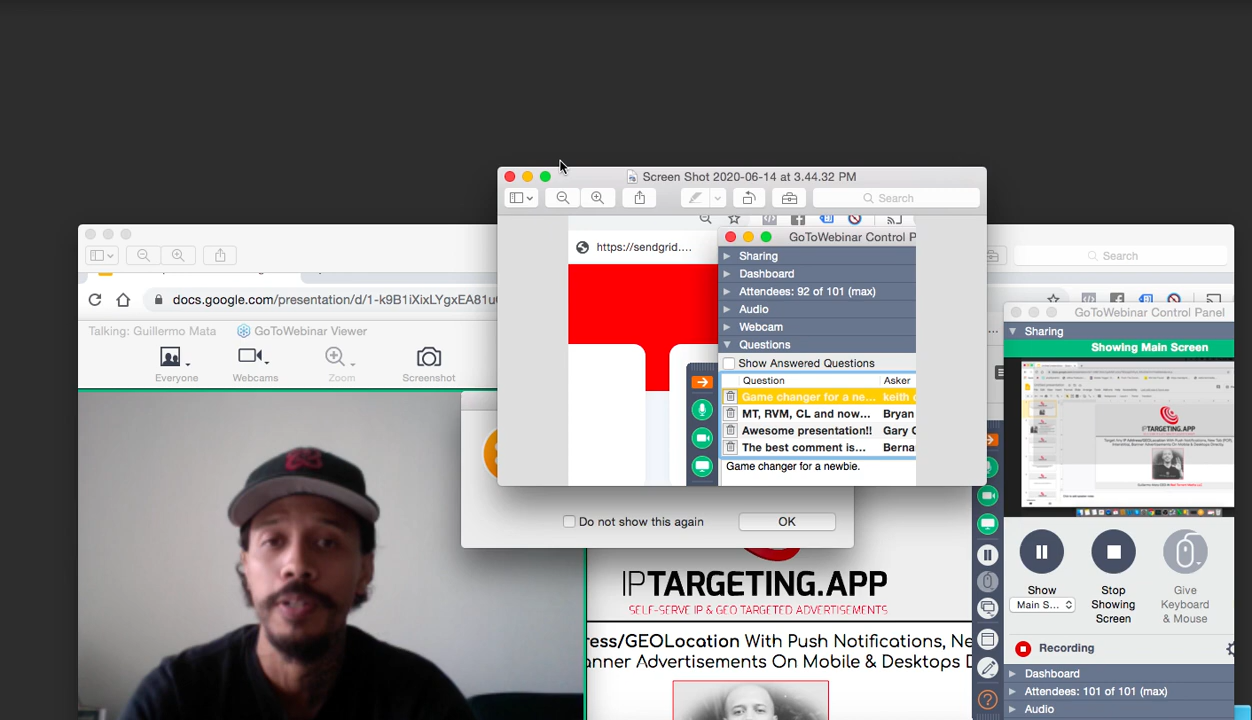 Screen Shot 2020-06-14 at 3.44.32 PM
Search
https://sendgrid....
GoToWebinar Control P
Sharing
Dashboard
Attendees: 92 of 101 (max)
Audio
Webcam
Questions
Show Answered Questions
Question Asker
Game changer for a ne... keith
MT, RVM, CL and now... Bryan
Awesome presentation!! Gary
The best comment is... Berna
Game changer for a newbie.
Search
docs.google.com/presentation/d/1-k9B1iXixLYgxEA81u
Talking: Guillermo Mata
GoToWebinar Viewer
Everyone
Webcams
Zoom
Screenshot
Do not show this again
OK
IPTARGETING.APP
SELF-SERVE IP & GEO TARGETED ADVERTISEMENTS
ress/GEOLocation With Push Notifications, Ne
anner Advertisements On Mobile & Desktops D
GoToWebinar Control Panel
Sharing
Showing Main Screen
IPTARGETING.APP
Show
Main S...
Stop
Showing
Screen
Give
Keyboard
& Mouse
Recording
Dashboard
Attendees: 101 of 101 (max)
Audio